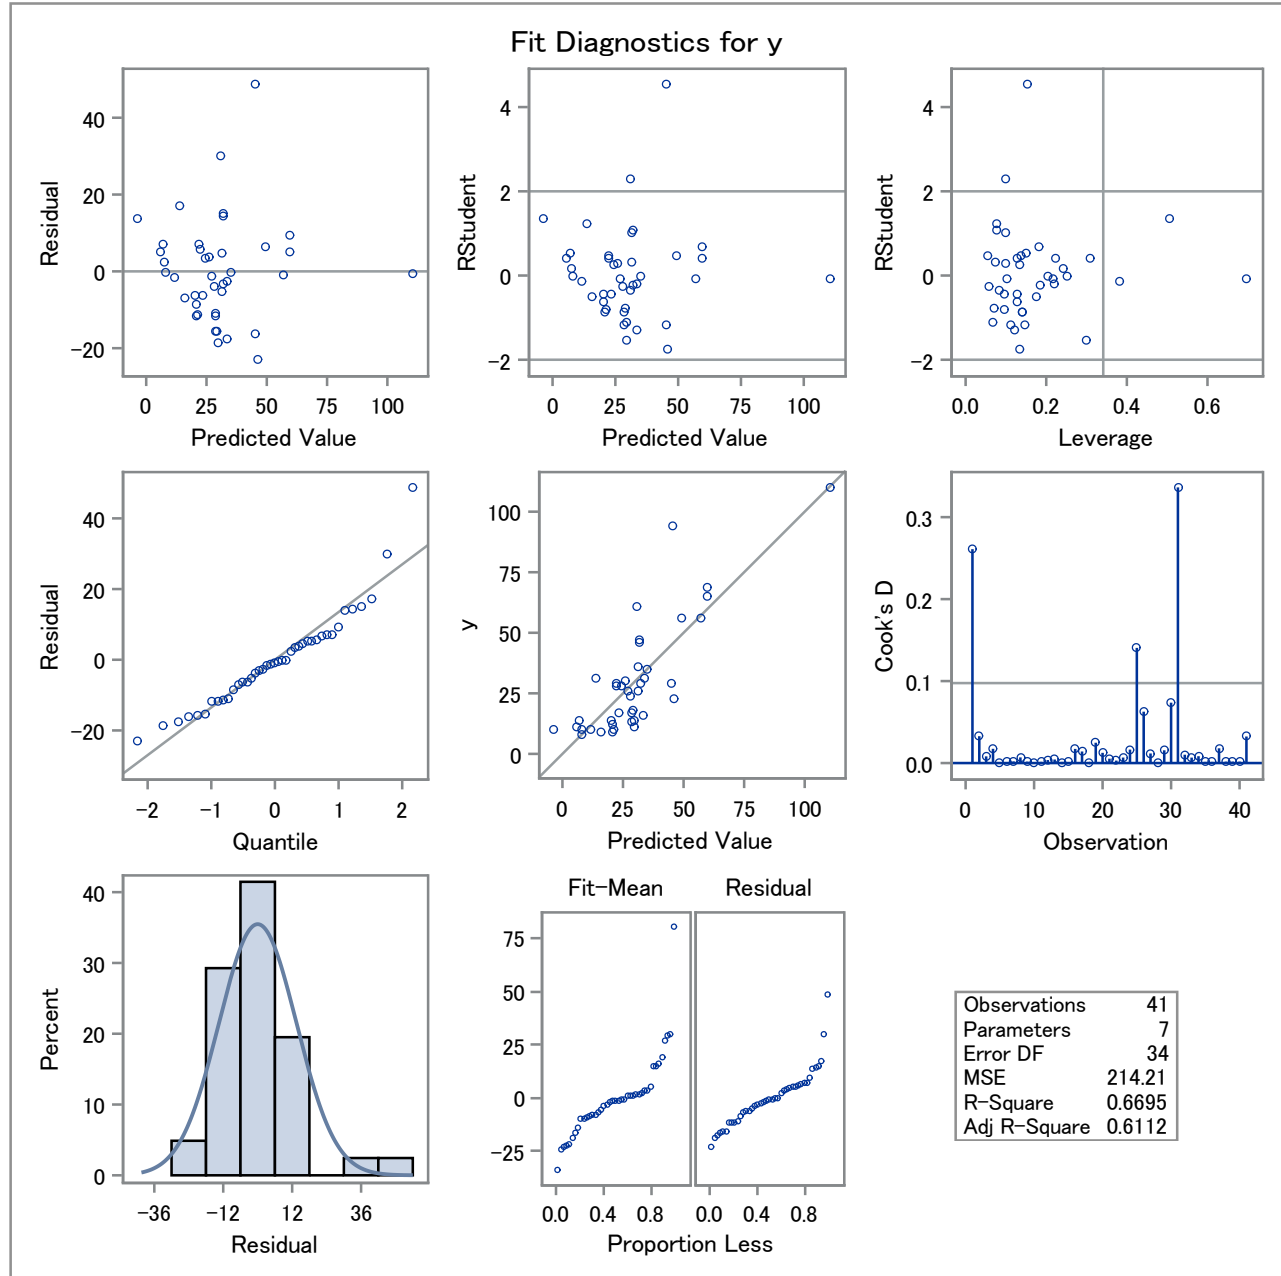 Fit Diagnostics for y
40
20
0
−20
Residual
0 25 50 75 100
Predicted Value
4
2
0
−2
RStudent
0 25 50 75 100
Predicted Value
4
2
0
−2
RStudent
0.0 0.2 0.4 0.6
Leverage
40
20
0
−20
Residual
−2 −1 0 1 2
Quantile
100
75
50
25
0
y
0 25 50 75 100
Predicted Value
0.3
0.2
0.1
0.0
Cook's D
0 10 20 30 40
Observation
40
30
20
10
0
Percent
−36 −12 12 36
Residual
Fit−Mean Residual
75
50
25
0
−25
0.0 0.4 0.8 0.0 0.4 0.8
Proportion Less
Observations 41
Parameters 7
Error DF 34
MSE 214.21
R−Square 0.6695
Adj R−Square 0.6112